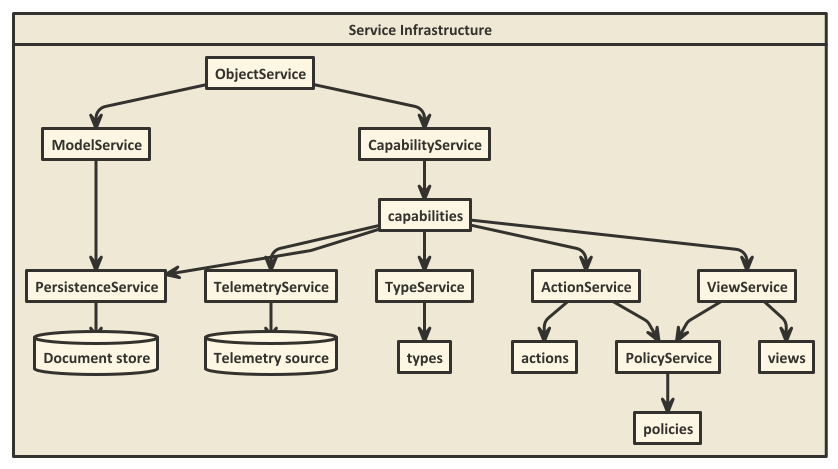 Service Infrastructure
ObjectService
ModelService
CapabilityService
capabilities
PersistenceService
TelemetryService
TypeService
ActionService
ViewService
Document store
Telemetry source
types
actions
PolicyService
views
policies